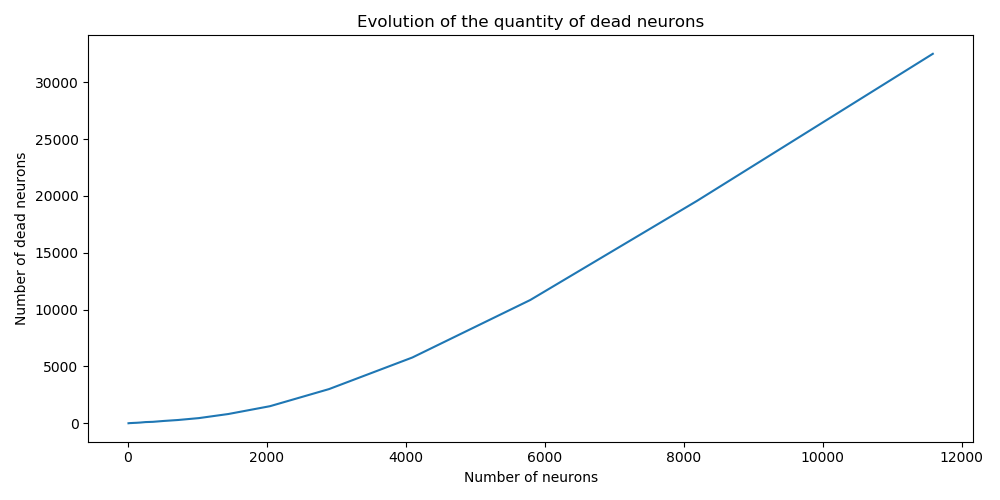 Evolution of the quantity of dead neurons
30000
25000
20000
15000
10000
5000
0
Number of dead neurons
0 2000 4000 6000 8000 10000 12000
Number of neurons